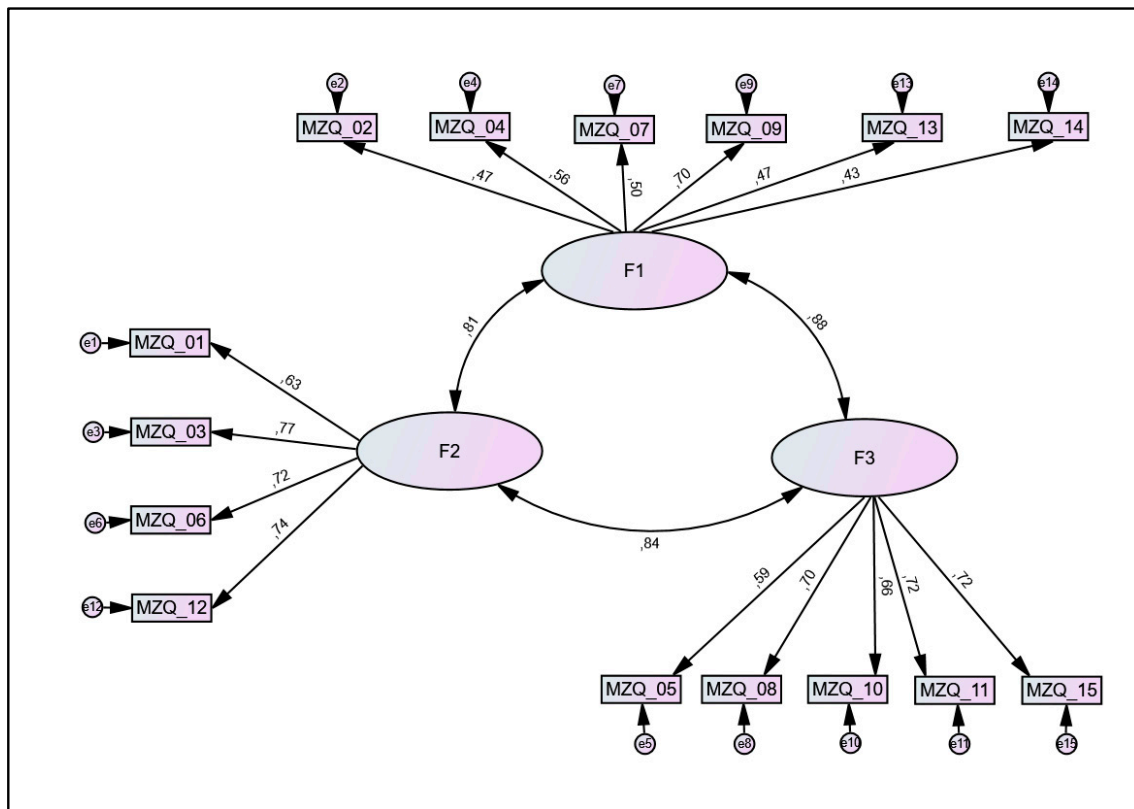 e2 e4 e7 e9 e13 e14
MZQ_02 MZQ_04 MZQ_07 MZQ_09 MZQ_13 MZQ_14
,47 ,56 ,50 ,70 ,47 ,43
F1
,81 ,88
e1 MZQ_01
,63
e3 MZQ_03
,77
F2 F3
,72
e6 MZQ_06
,74
,84
e12 MZQ_12
,59 ,70 ,66 ,72 ,72
MZQ_05 MZQ_08 MZQ_10 MZQ_11 MZQ_15
e5 e8 e10 e11 e15